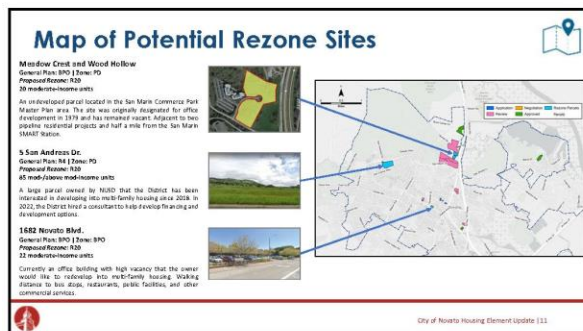 Map of Potential Rezone Sites
Meadow Crest and Wood Hollow
General Plan: BPO | Zone: PD
Proposed Rezone: R20
20 moderate-income units
An undeveloped parcel located in the San Marin Commerce Park
Master Plan area. The site was originally designated for office
development in 1979 and has remained vacant. Adjacent to two
pipeline residential projects and half a mile from the San Marin
SMART Station.
5 San Andreas Dr.
General Plan: R4 | Zone: PD
Proposed Rezone: R20
65 mod-/above mod-income units
A large parcel owned by NUSD that the District has been
interested in developing into multi-family housing since 2018. In
2022, the District hired a consultant to help develop financing and
development options.
1682 Novato Blvd.
General Plan: BPO | Zone: BPO
Proposed Rezone: R20
22 moderate-income units
Currently an office building with high vacancy that the owner
would like to redevelop into multi-family housing. Walking
distance to bus stops, restaurants, public facilities, and other
commercial services.
City of Novato Housing Element Update | 11